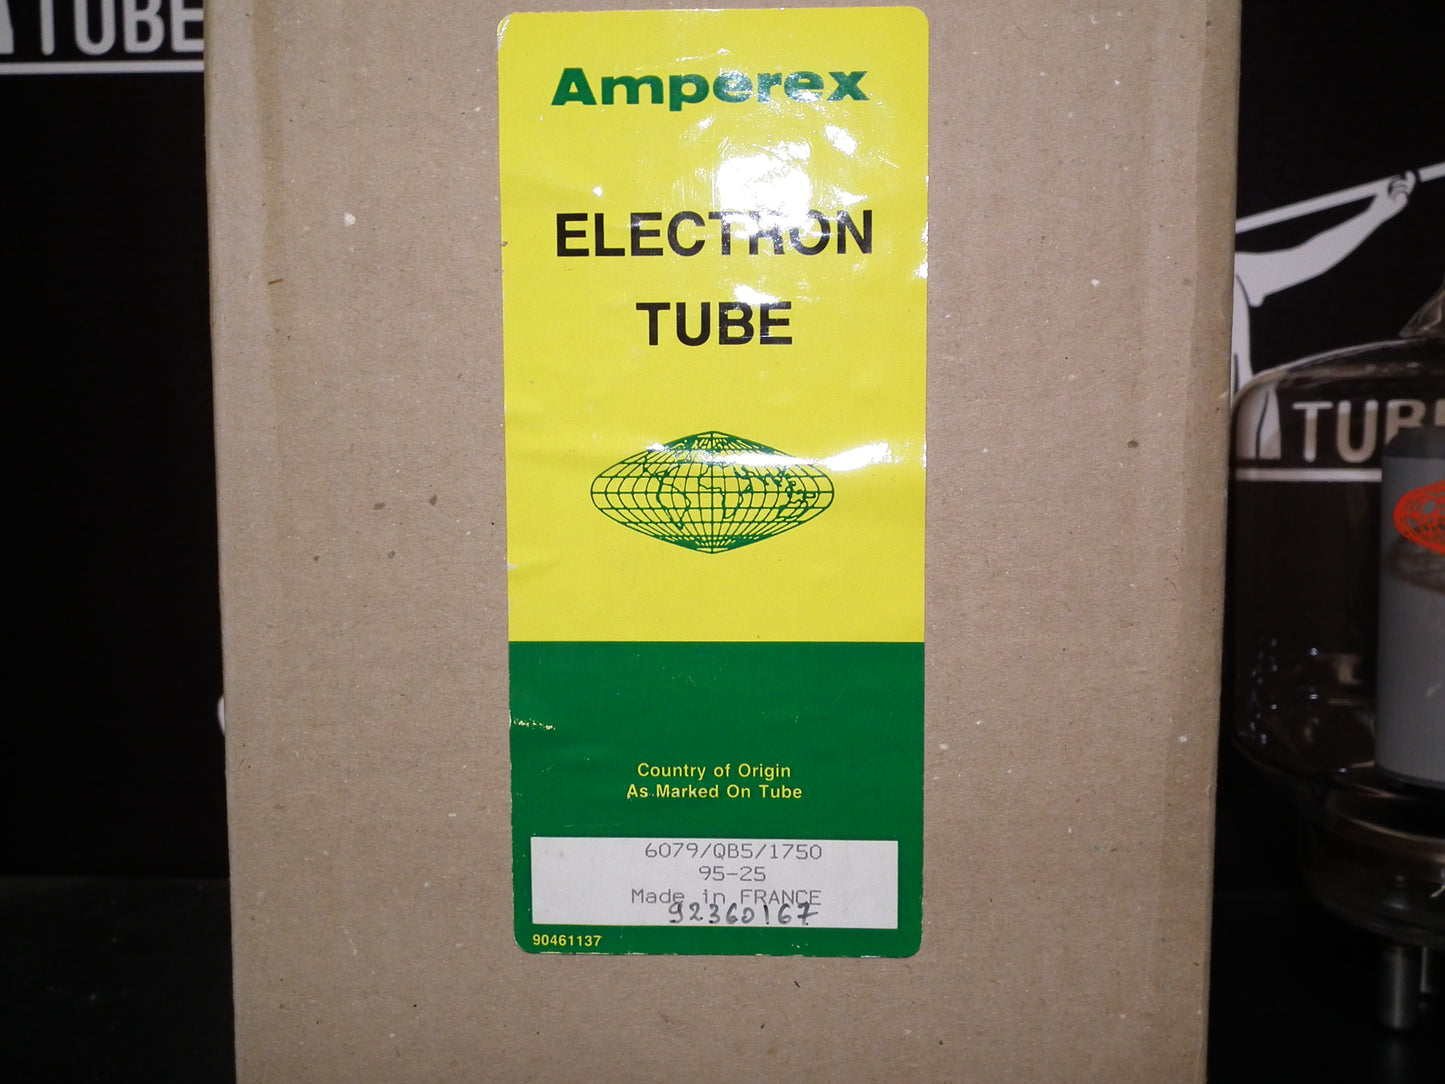 TUBE
Amperex
ELECTRON
TUBE
TUBE
Country of Origin
As Marked On Tube
6079/QB5/1750
95-25
Made in FRANCE
92360167
90461137